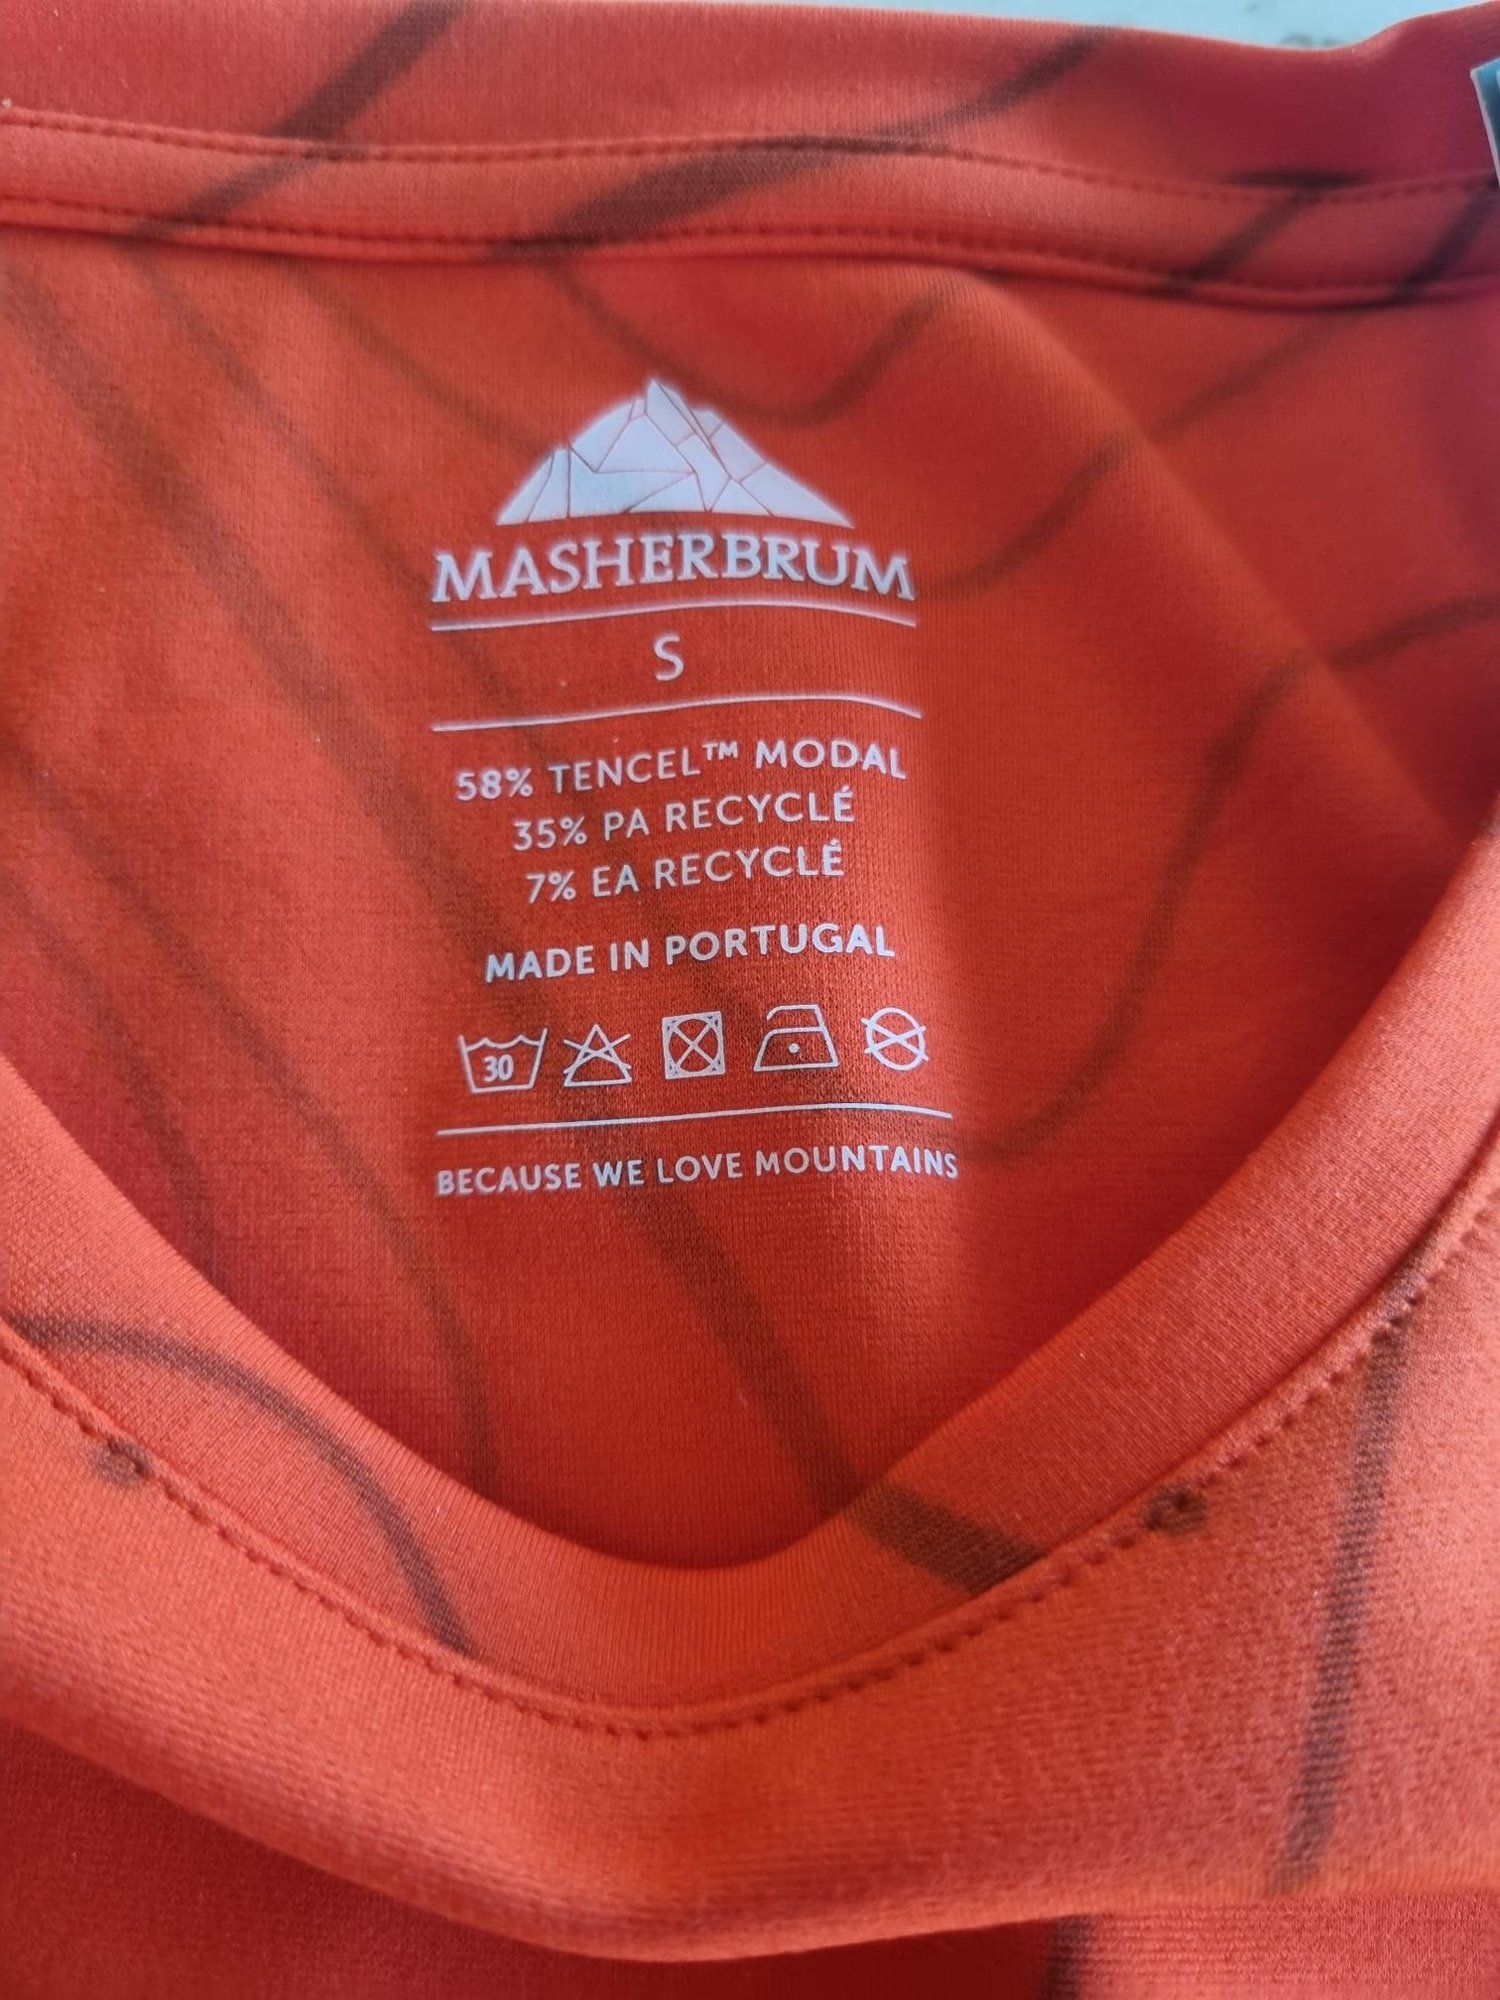 MASHERBRUM
S
58% TENCEL™ MODAL
35% PA RECYCLÉ
7% EA RECYCLÉ
MADE IN PORTUGAL
30
BECAUSE WE LOVE MOUNTAINS